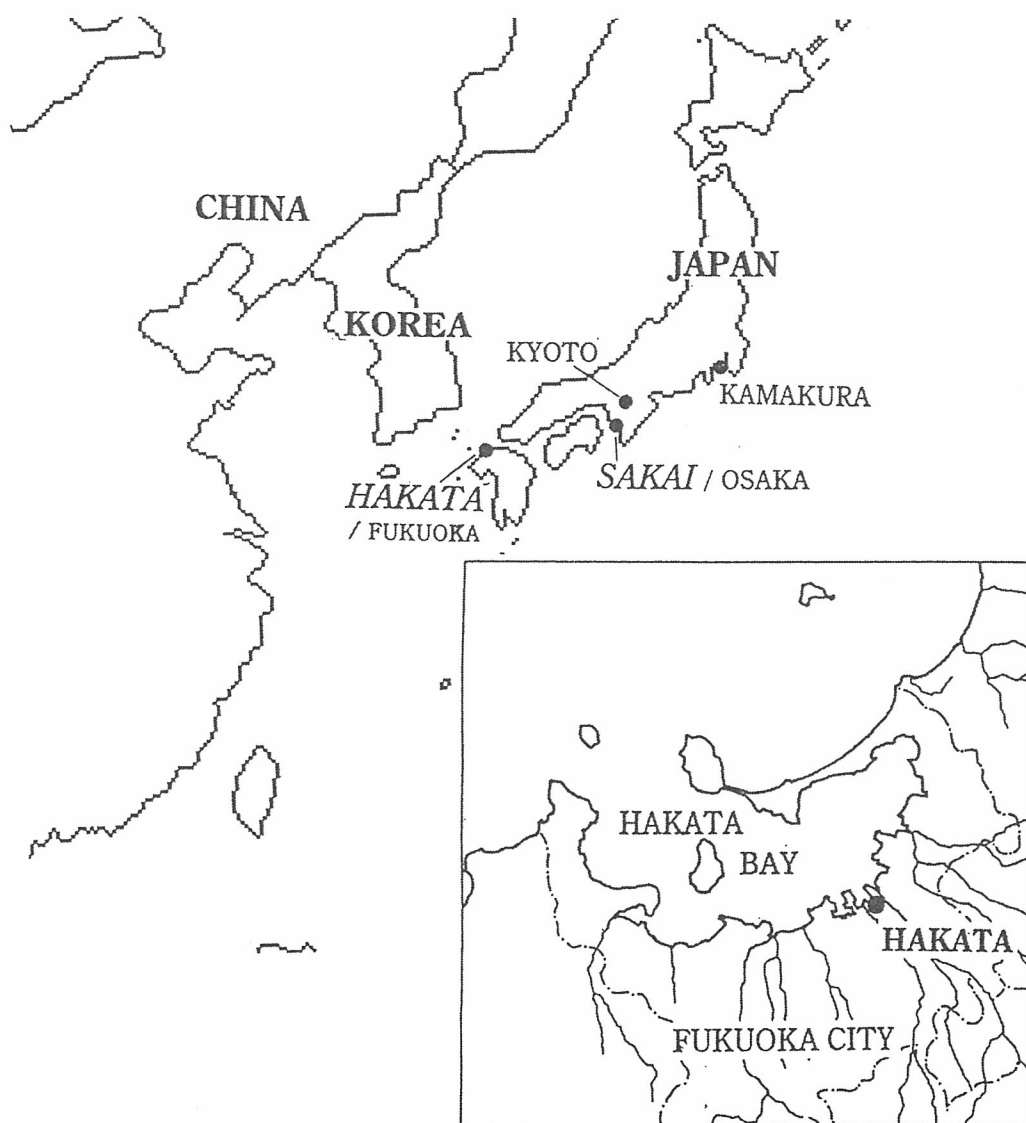 CHINA
JAPAN
KOREA
KYOTO
KAMAKURA
SAKAI / OSAKA
HAKATA
/ FUKUOKA
HAKATA
BAY
HAKATA
FUKUOKA CITY